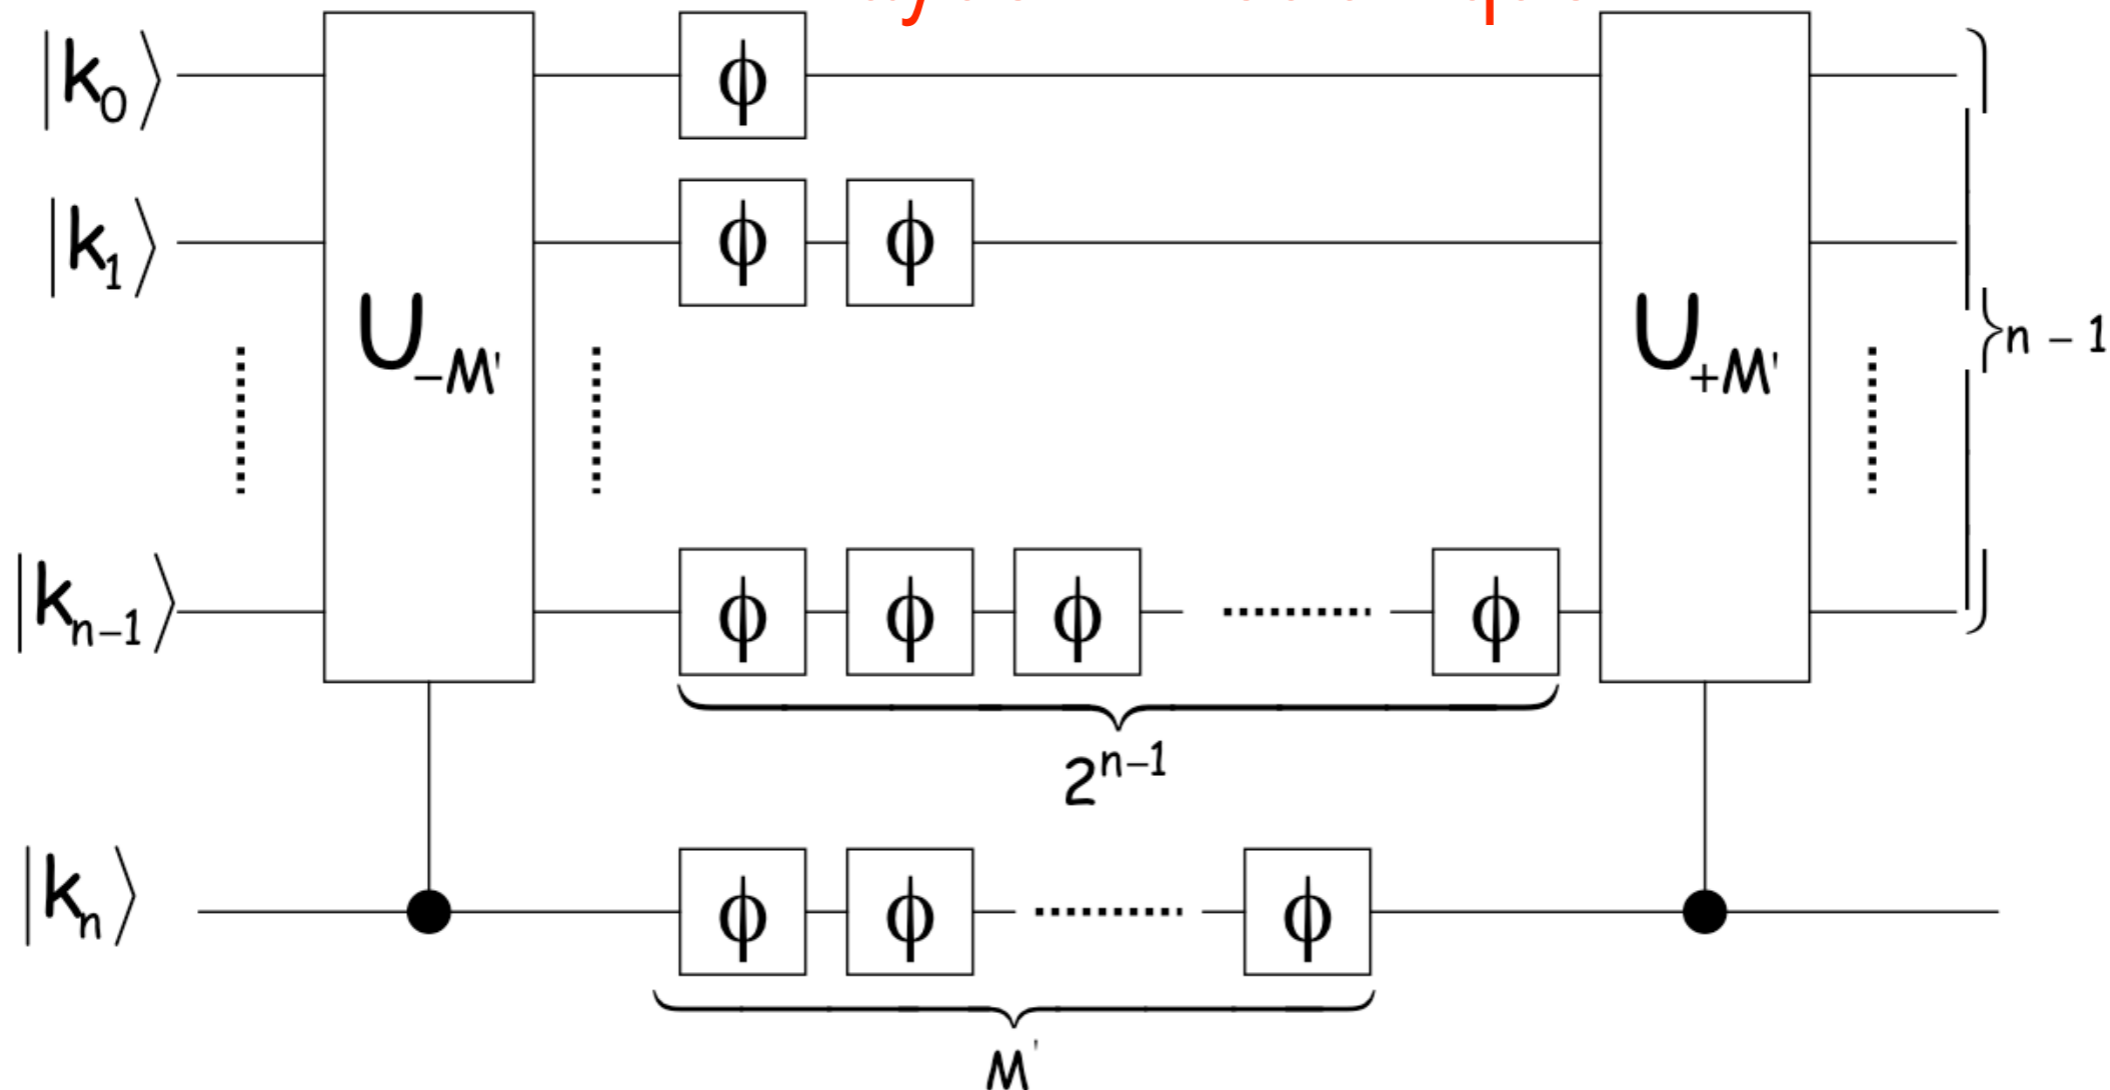 |k₀⟩ ϕ
|k₁⟩ ϕ ϕ
U₋M' U₊M' n – 1
|kₙ₋₁⟩ ϕ ϕ ϕ ϕ
2ⁿ⁻¹
|kₙ⟩ ϕ ϕ ϕ
M'